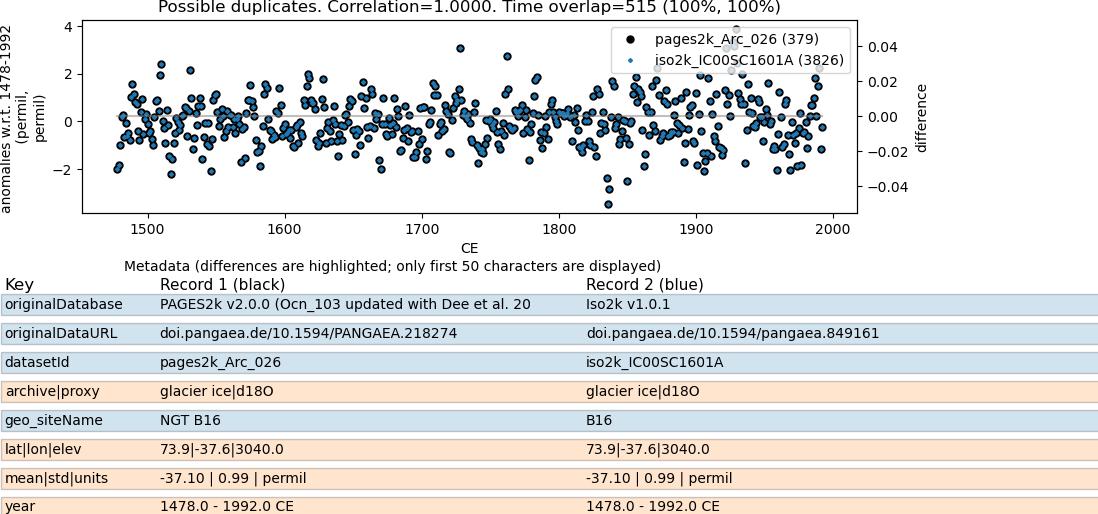 Possible duplicates. Correlation=1.0000. Time overlap=515 (100%, 100%)
anomalies w.r.t. 1478-1992
(permil,
permil)
4
2
0
−2
pages2k_Arc_026 (379)
iso2k_IC00SC1601A (3826)
0.04
0.02
0.00
−0.02
−0.04
difference
1500
1600
1700
1800
1900
2000
CE
Metadata (differences are highlighted; only first 50 characters are displayed)
Key Record 1 (black) Record 2 (blue)
originalDatabase PAGES2k v2.0.0 (Ocn_103 updated with Dee et al. 20 Iso2k v1.0.1
originalDataURL doi.pangaea.de/10.1594/PANGAEA.218274 doi.pangaea.de/10.1594/pangaea.849161
datasetId pages2k_Arc_026 iso2k_IC00SC1601A
archive|proxy glacier ice|d18O glacier ice|d18O
geo_siteName NGT B16 B16
lat|lon|elev 73.9|-37.6|3040.0 73.9|-37.6|3040.0
mean|std|units -37.10 | 0.99 | permil -37.10 | 0.99 | permil
year 1478.0 - 1992.0 CE 1478.0 - 1992.0 CE